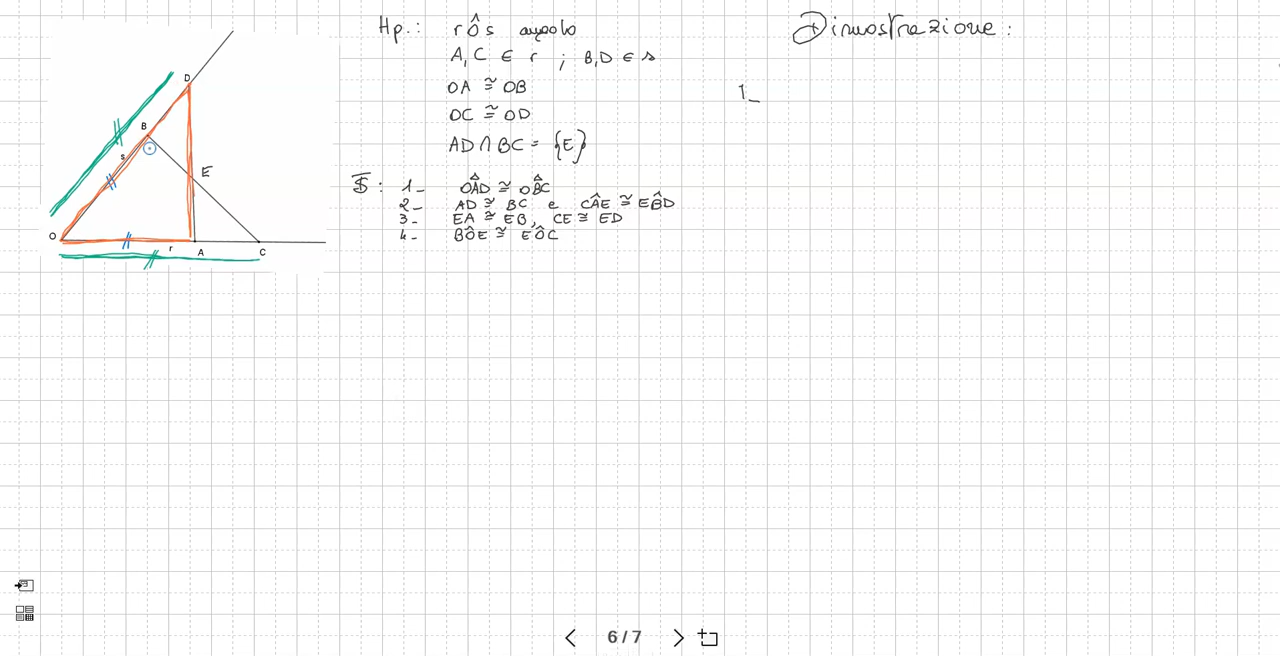 Hp.: rÔs angolo
A, C ∈ r ; B, D ∈ s
OA ≅ OB
OC ≅ OD
AD ∩ BC = {E}
TS: 1_ OÂD ≅ OB̂C
2_ AD ≅ BC e CÂE ≅ EB̂D
3_ EA ≅ EB, CE ≅ ED
4_ BÔE ≅ EÔC
Dimostrazione:
1_
D
B
s
E
O
r
A
C
6 / 7